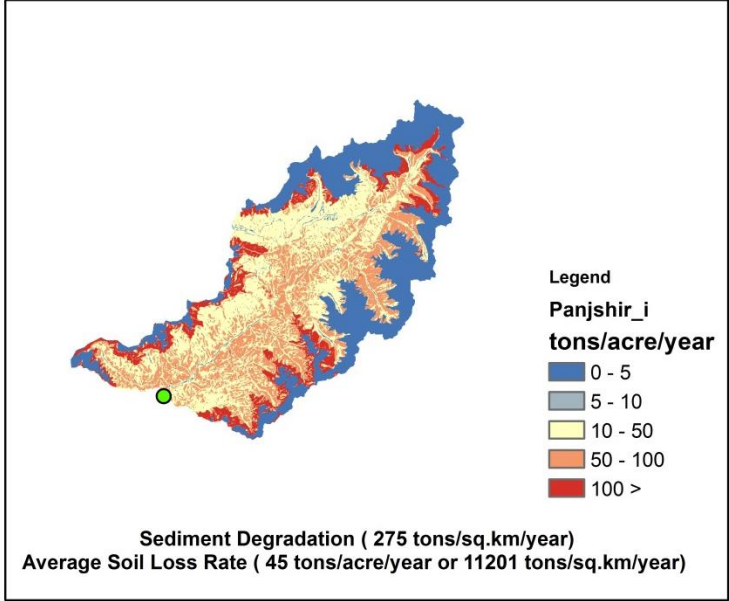 Legend
Panjshir_i
tons/acre/year
0 - 5
5 - 10
10 - 50
50 - 100
100 >
Sediment Degradation ( 275 tons/sq.km/year)
Average Soil Loss Rate ( 45 tons/acre/year or 11201 tons/sq.km/year)